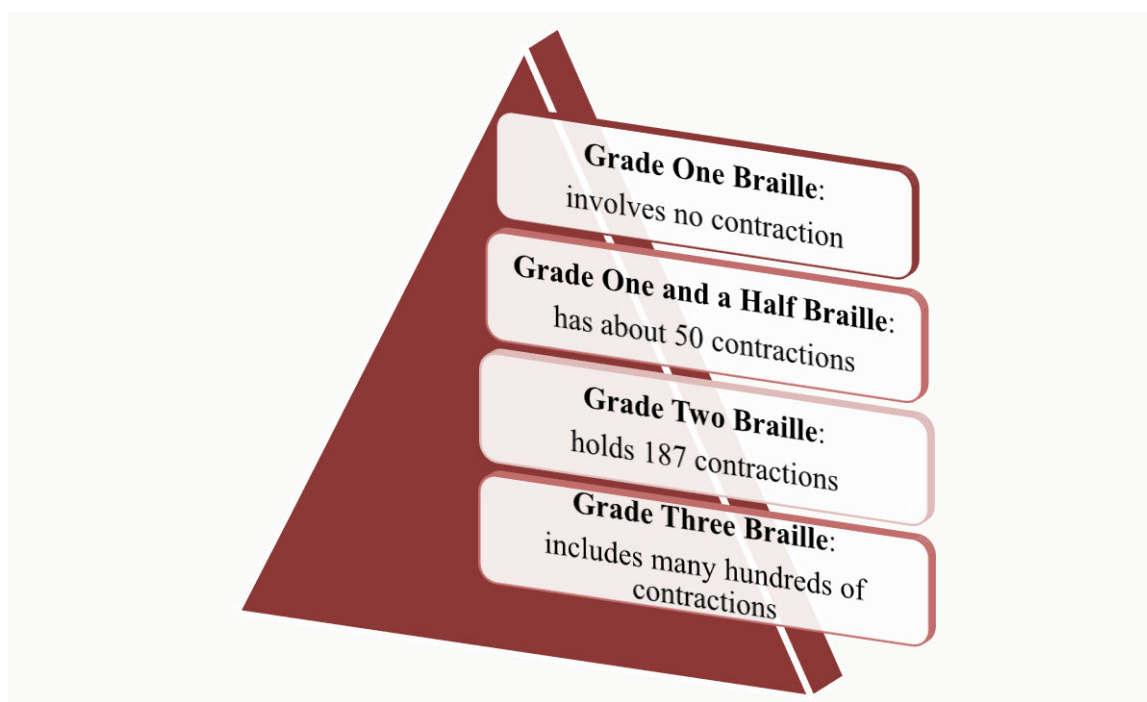 Grade One Braille:
involves no contraction
Grade One and a Half Braille:
has about 50 contractions
Grade Two Braille:
holds 187 contractions
Grade Three Braille:
includes many hundreds of
contractions